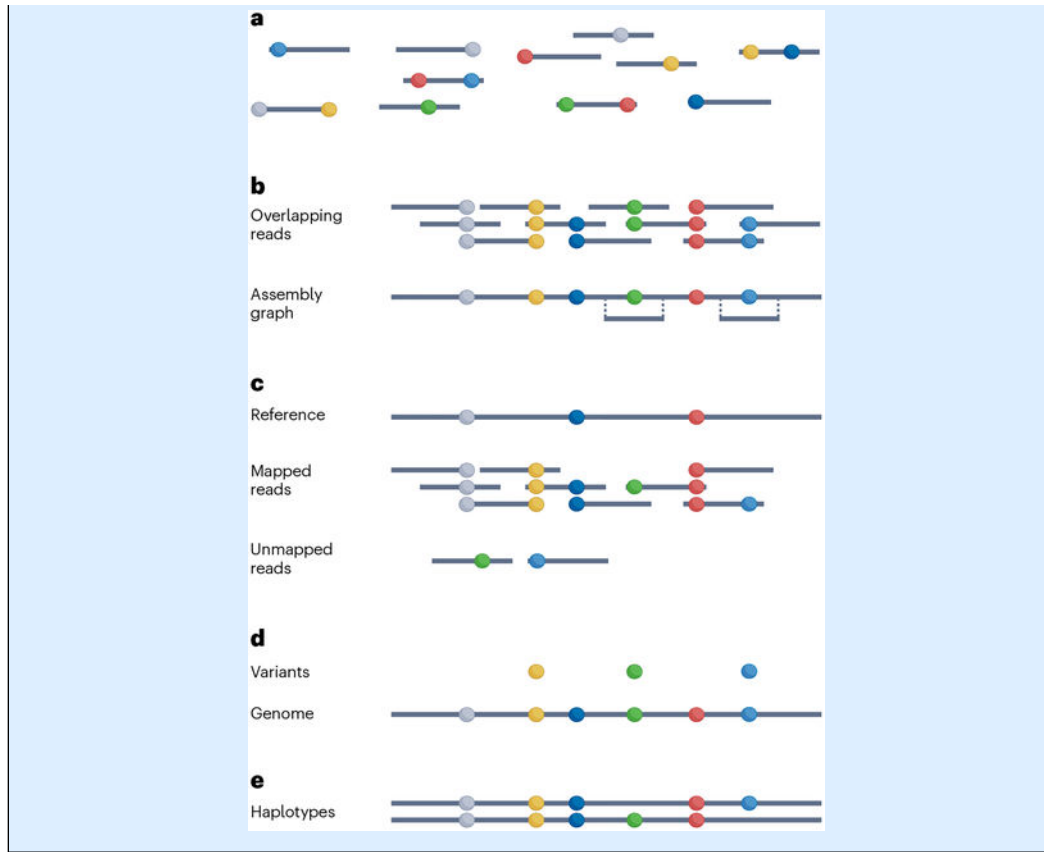 a
b
Overlapping
reads
Assembly
graph
c
Reference
Mapped
reads
Unmapped
reads
d
Variants
Genome
e
Haplotypes